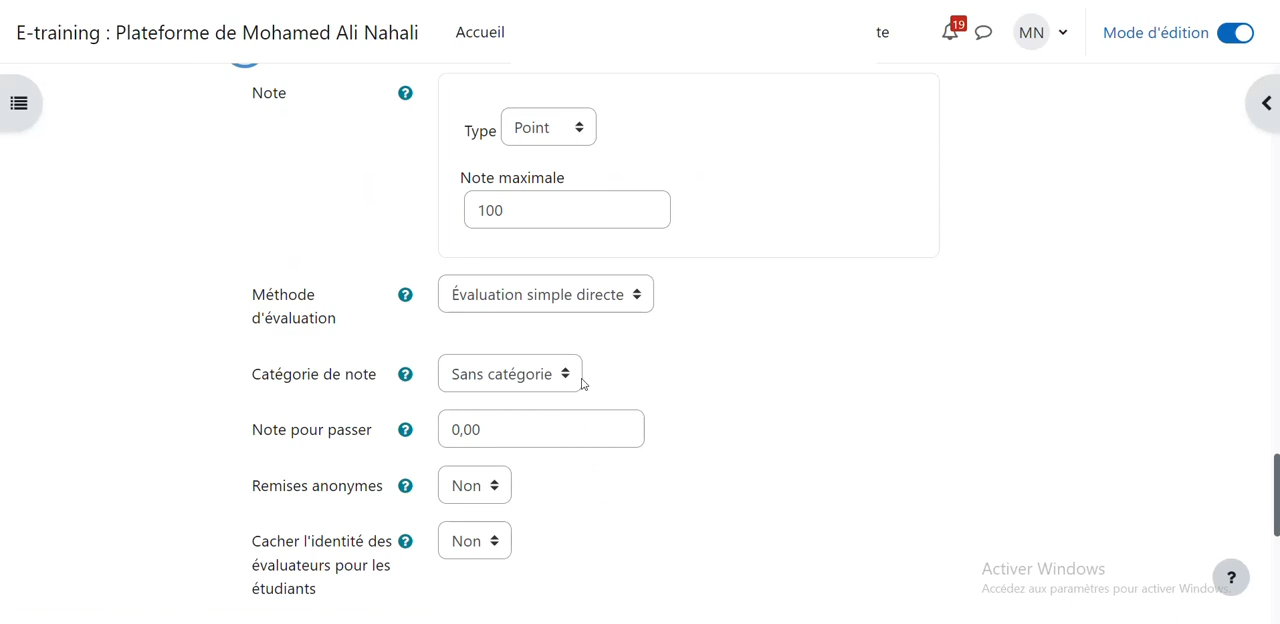 E-training : Plateforme de Mohamed Ali Nahali
Accueil
te
19
MN
Mode d'édition
Note
?
Type
Point
Note maximale
100
Méthode
d'évaluation
?
Évaluation simple directe
Catégorie de note
?
Sans catégorie
Note pour passer
?
0,00
Remises anonymes
?
Non
Cacher l'identité des
évaluateurs pour les
étudiants
?
Non
Activer Windows
Accédez aux paramètres pour activer Windows.
?